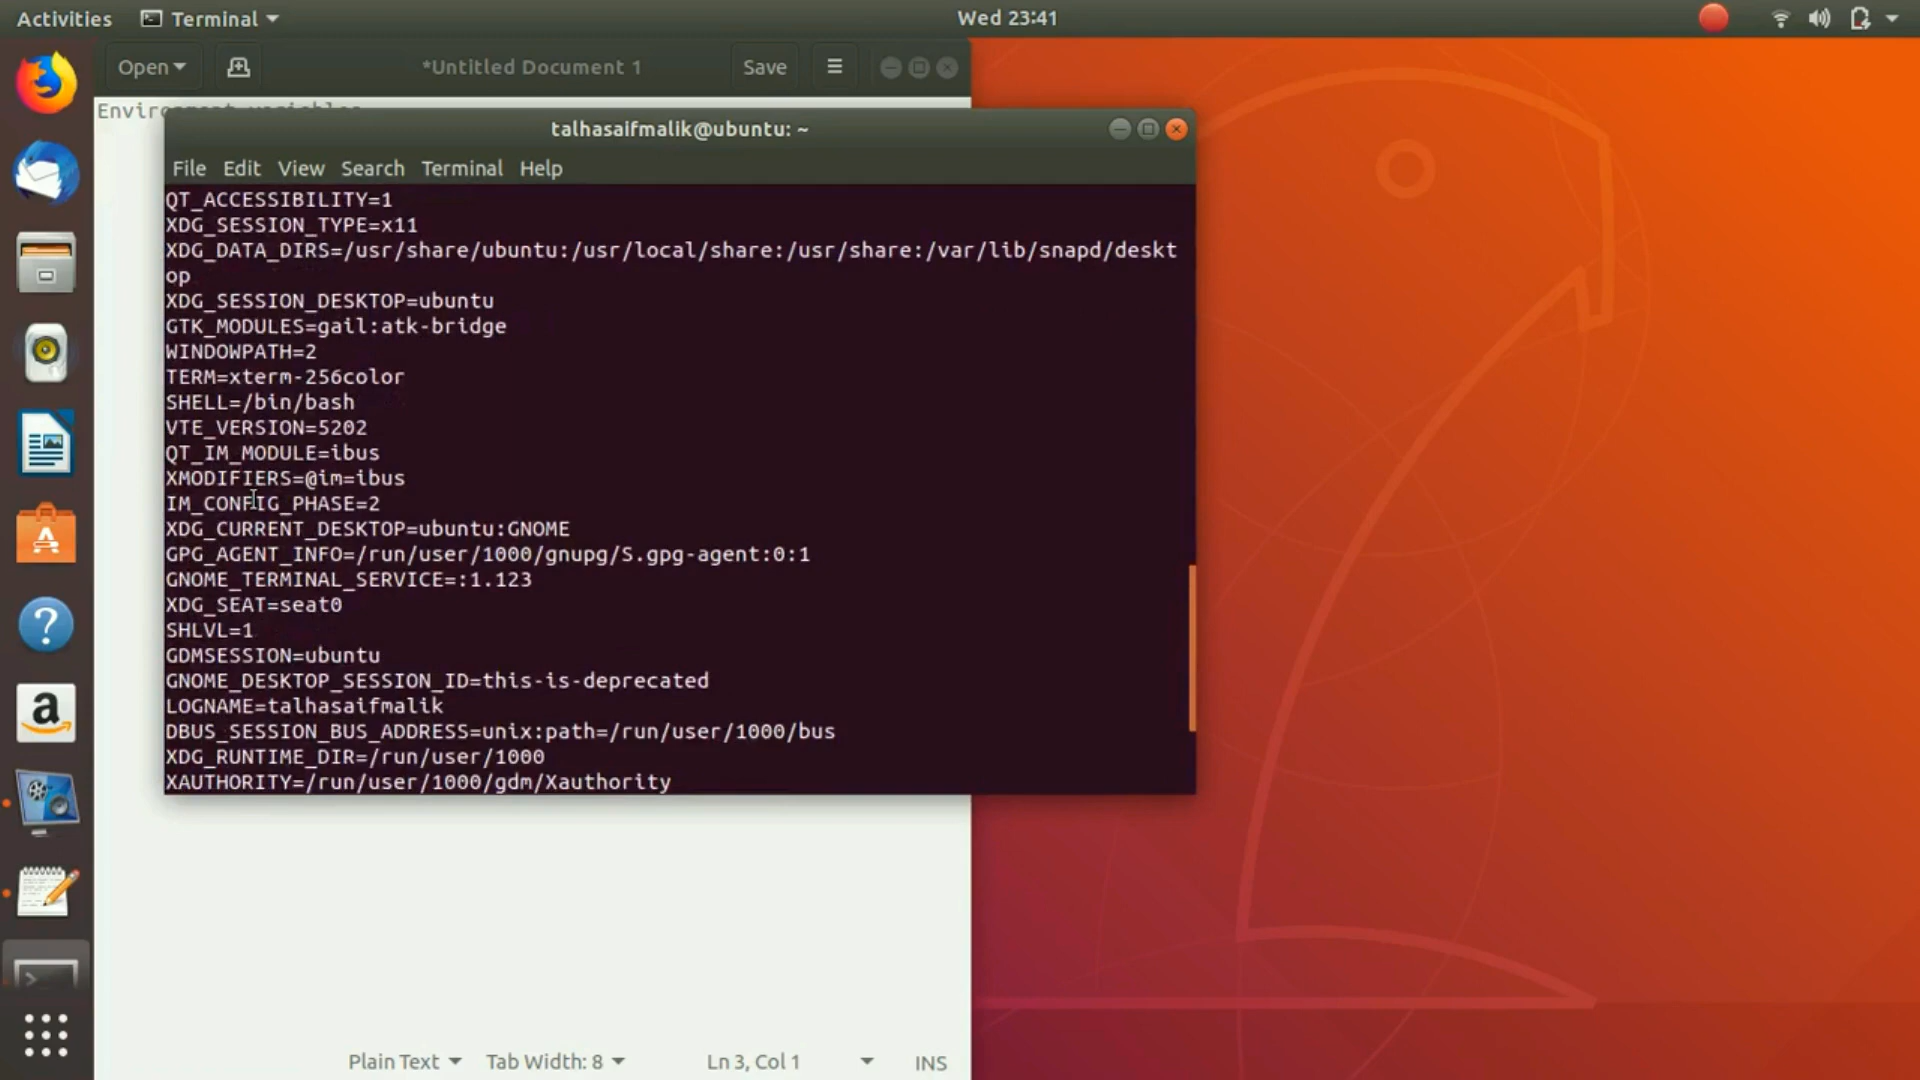 Activities
Terminal
Wed 23:41
Open
*Untitled Document 1
Save
Environment variables
talhasaifmalik@ubuntu: ~
File Edit View Search Terminal Help
QT_ACCESSIBILITY=1
XDG_SESSION_TYPE=x11
XDG_DATA_DIRS=/usr/share/ubuntu:/usr/local/share:/usr/share:/var/lib/snapd/deskt
op
XDG_SESSION_DESKTOP=ubuntu
GTK_MODULES=gail:atk-bridge
WINDOWPATH=2
TERM=xterm-256color
SHELL=/bin/bash
VTE_VERSION=5202
QT_IM_MODULE=ibus
XMODIFIERS=@im=ibus
IM_CONFIG_PHASE=2
XDG_CURRENT_DESKTOP=ubuntu:GNOME
GPG_AGENT_INFO=/run/user/1000/gnupg/S.gpg-agent:0:1
GNOME_TERMINAL_SERVICE=:1.123
XDG_SEAT=seat0
SHLVL=1
GDMSESSION=ubuntu
GNOME_DESKTOP_SESSION_ID=this-is-deprecated
LOGNAME=talhasaifmalik
DBUS_SESSION_BUS_ADDRESS=unix:path=/run/user/1000/bus
XDG_RUNTIME_DIR=/run/user/1000
XAUTHORITY=/run/user/1000/gdm/Xauthority
Plain Text
Tab Width: 8
Ln 3, Col 1
INS